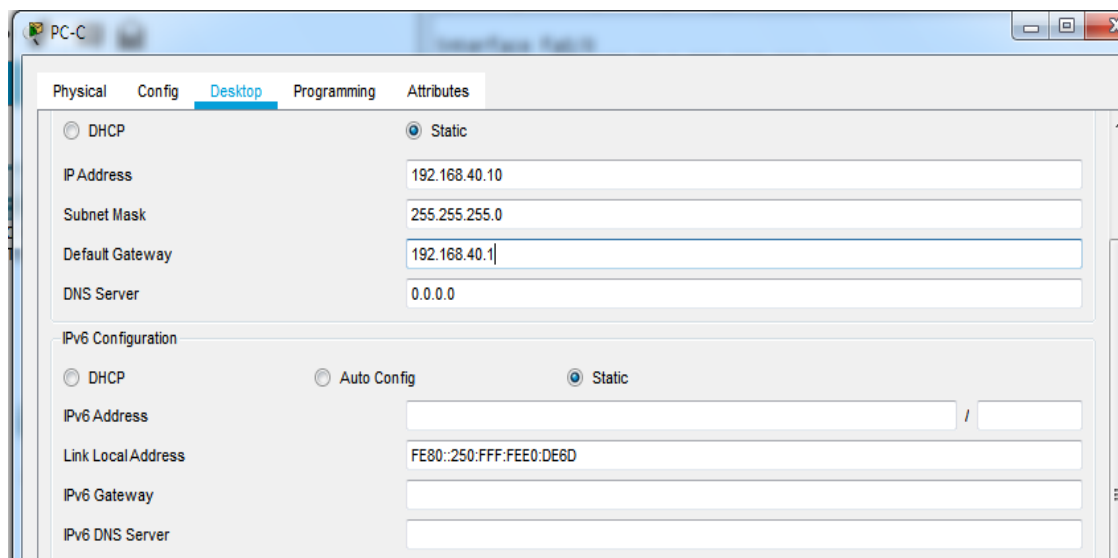 PC-C
Physical Config Desktop Programming Attributes
DHCP Static
IP Address 192.168.40.10
Subnet Mask 255.255.255.0
Default Gateway 192.168.40.1
DNS Server 0.0.0.0
IPv6 Configuration
DHCP Auto Config Static
IPv6 Address /
Link Local Address FE80::250:FFF:FEE0:DE6D
IPv6 Gateway
IPv6 DNS Server